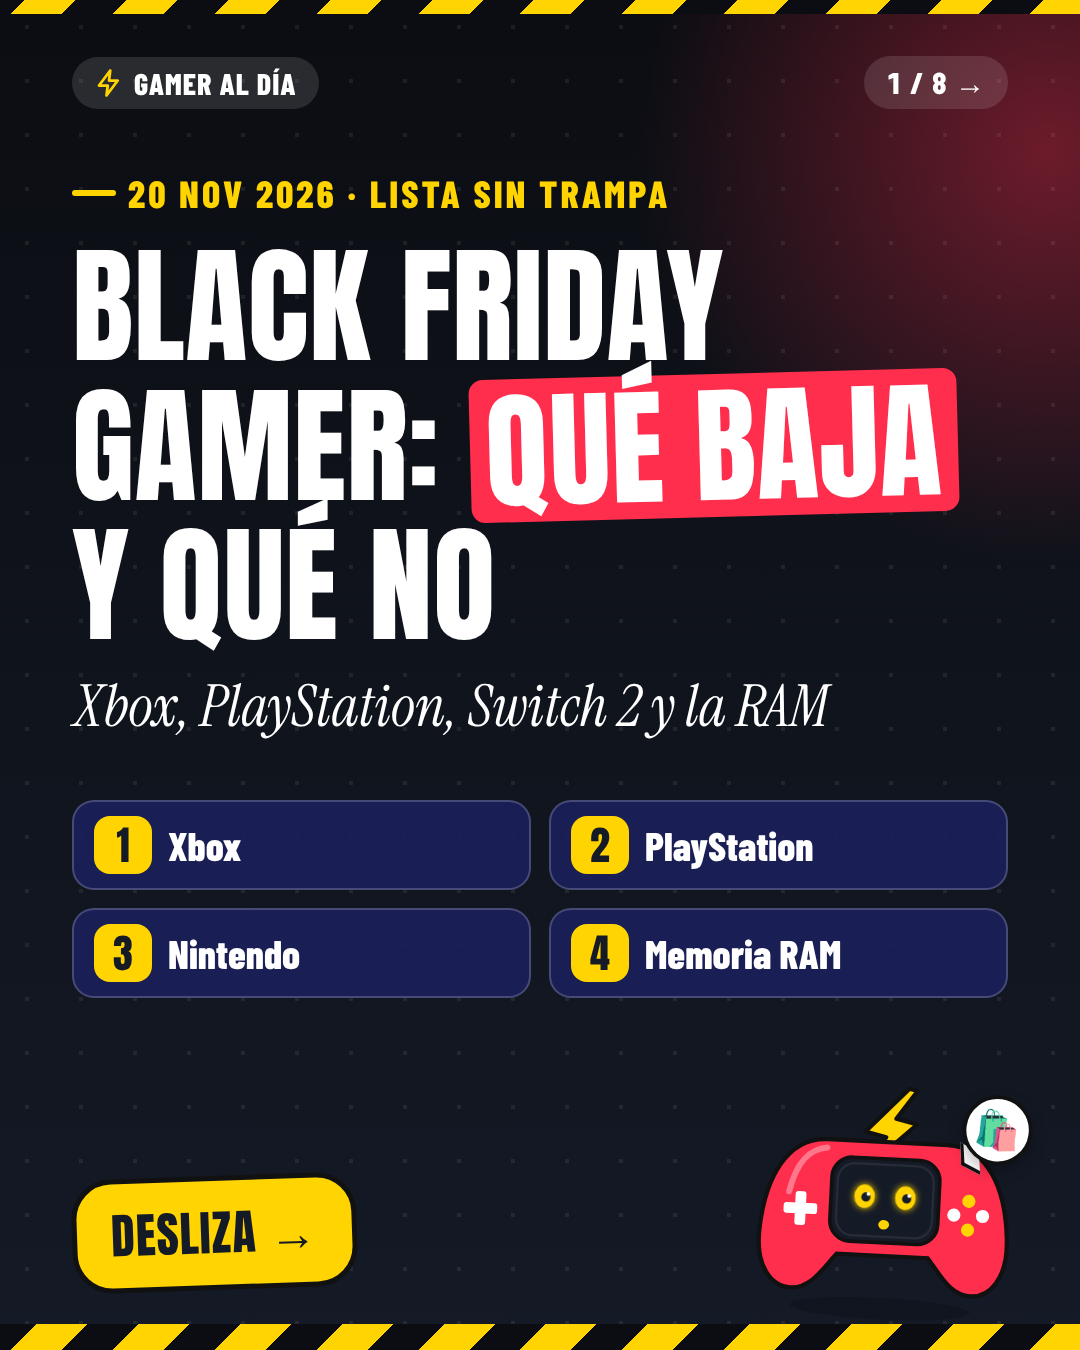 GAMER AL DÍA
1 / 8 →
20 NOV 2026 · LISTA SIN TRAMPA
BLACK FRIDAY
GAMER: QUÉ BAJA
Y QUÉ NO
Xbox, PlayStation, Switch 2 y la RAM
1 Xbox
2 PlayStation
3 Nintendo
4 Memoria RAM
DESLIZA →